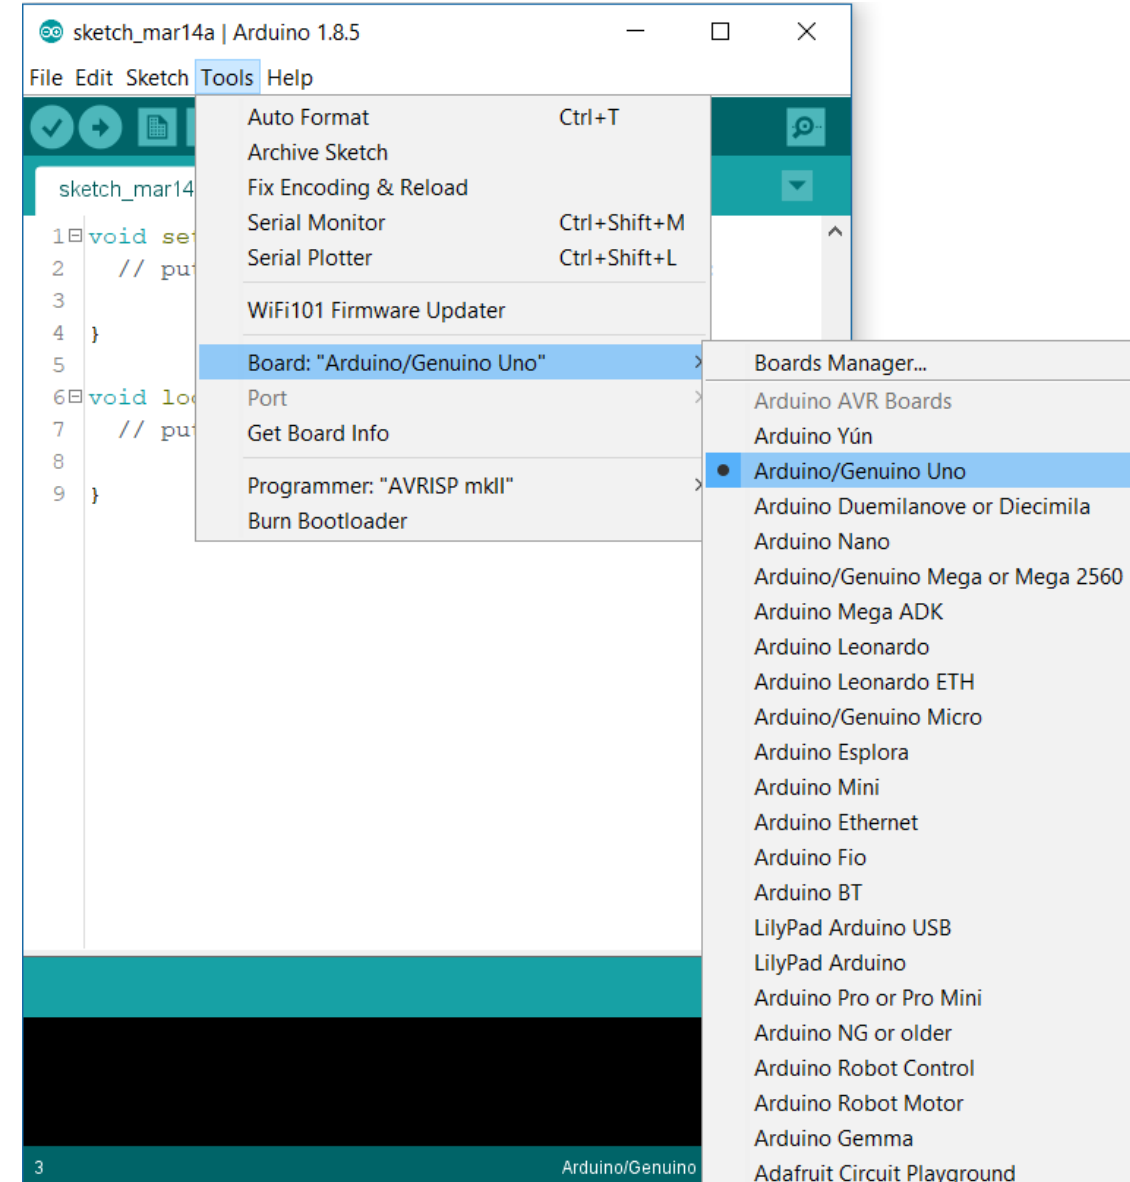 sketch_mar14a | Arduino 1.8.5
File Edit Sketch Tools Help
Auto Format Ctrl+T
Archive Sketch
Fix Encoding & Reload
Serial Monitor Ctrl+Shift+M
Serial Plotter Ctrl+Shift+L
WiFi101 Firmware Updater
Board: "Arduino/Genuino Uno"
Port
Get Board Info
Programmer: "AVRISP mkII"
Burn Bootloader
Boards Manager...
Arduino AVR Boards
Arduino Yún
Arduino/Genuino Uno
Arduino Duemilanove or Diecimila
Arduino Nano
Arduino/Genuino Mega or Mega 2560
Arduino Mega ADK
Arduino Leonardo
Arduino Leonardo ETH
Arduino/Genuino Micro
Arduino Esplora
Arduino Mini
Arduino Ethernet
Arduino Fio
Arduino BT
LilyPad Arduino USB
LilyPad Arduino
Arduino Pro or Pro Mini
Arduino NG or older
Arduino Robot Control
Arduino Robot Motor
Arduino Gemma
Adafruit Circuit Playground
sketch_mar14
1 void se
2 // pu
3
4 }
5
6 void lo
7 // pu
8
9 }
3 Arduino/Genuino